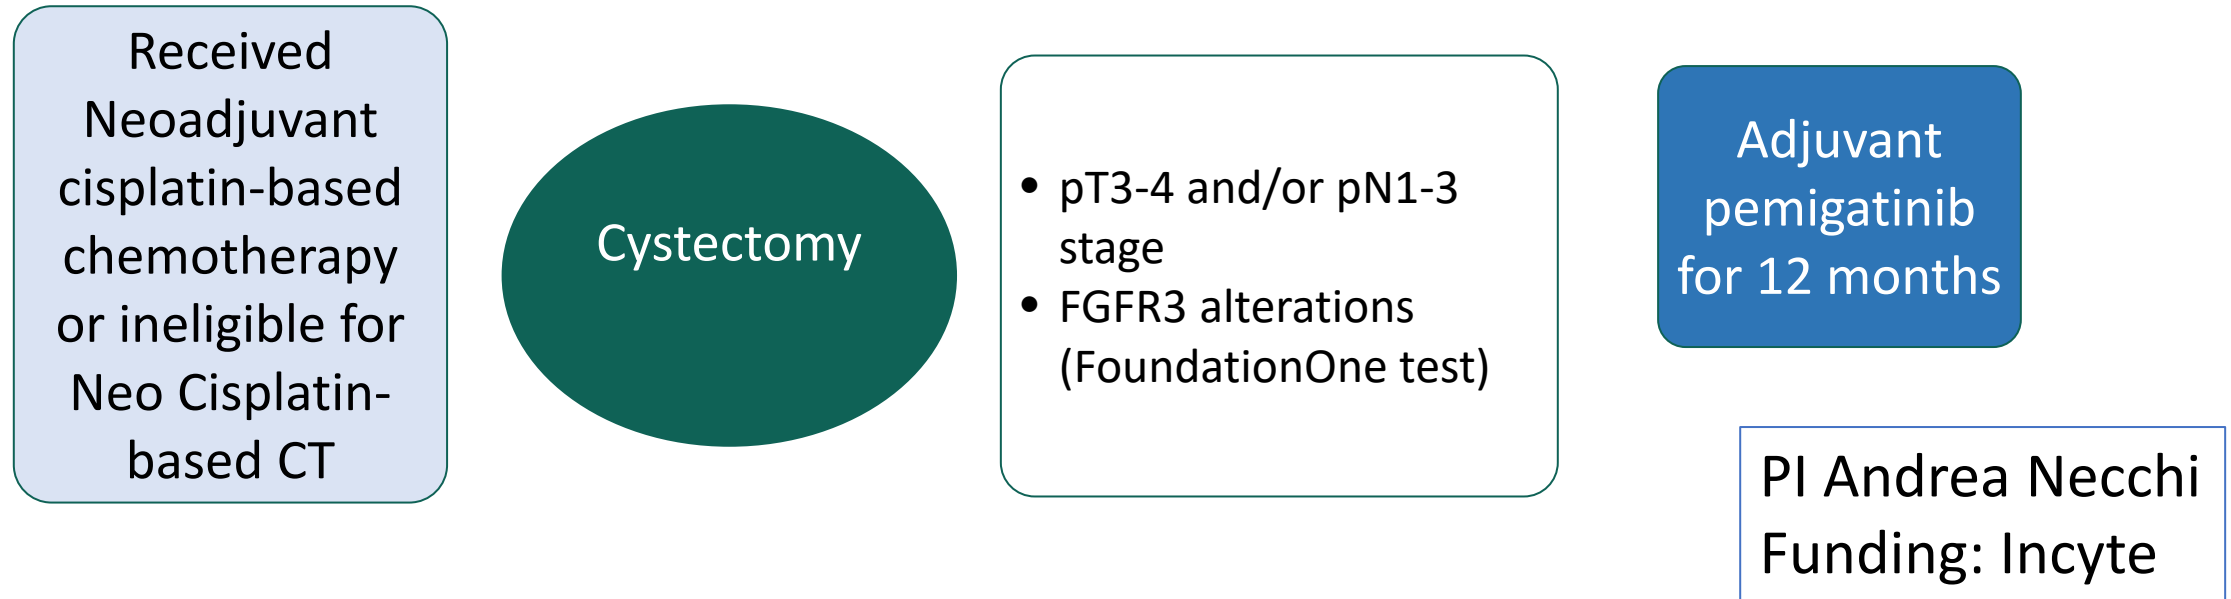 Received
Neoadjuvant
cisplatin-based
chemotherapy
or ineligible for
Neo Cisplatin-
based CT
Cystectomy
• pT3-4 and/or pN1-3
stage
• FGFR3 alterations
(FoundationOne test)
Adjuvant
pemigatinib
for 12 months
PI Andrea Necchi
Funding: Incyte